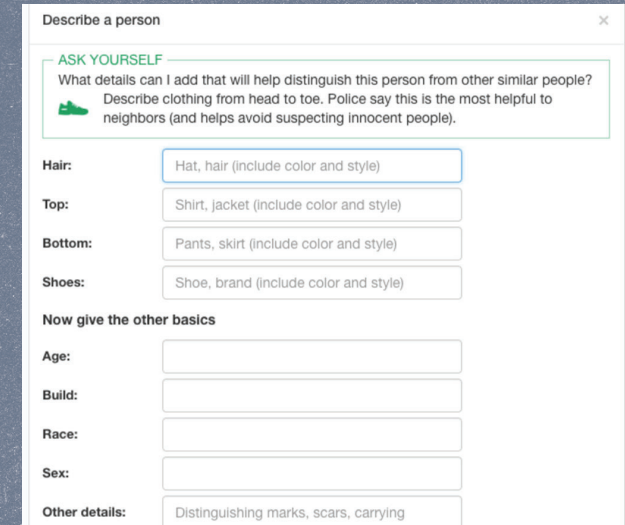 Describe a person ×
ASK YOURSELF
What details can I add that will help distinguish this person from other similar people?
Describe clothing from head to toe. Police say this is the most helpful to
neighbors (and helps avoid suspecting innocent people).
Hair: Hat, hair (include color and style)
Top: Shirt, jacket (include color and style)
Bottom: Pants, skirt (include color and style)
Shoes: Shoe, brand (include color and style)
Now give the other basics
Age:
Build:
Race:
Sex:
Other details: Distinguishing marks, scars, carrying